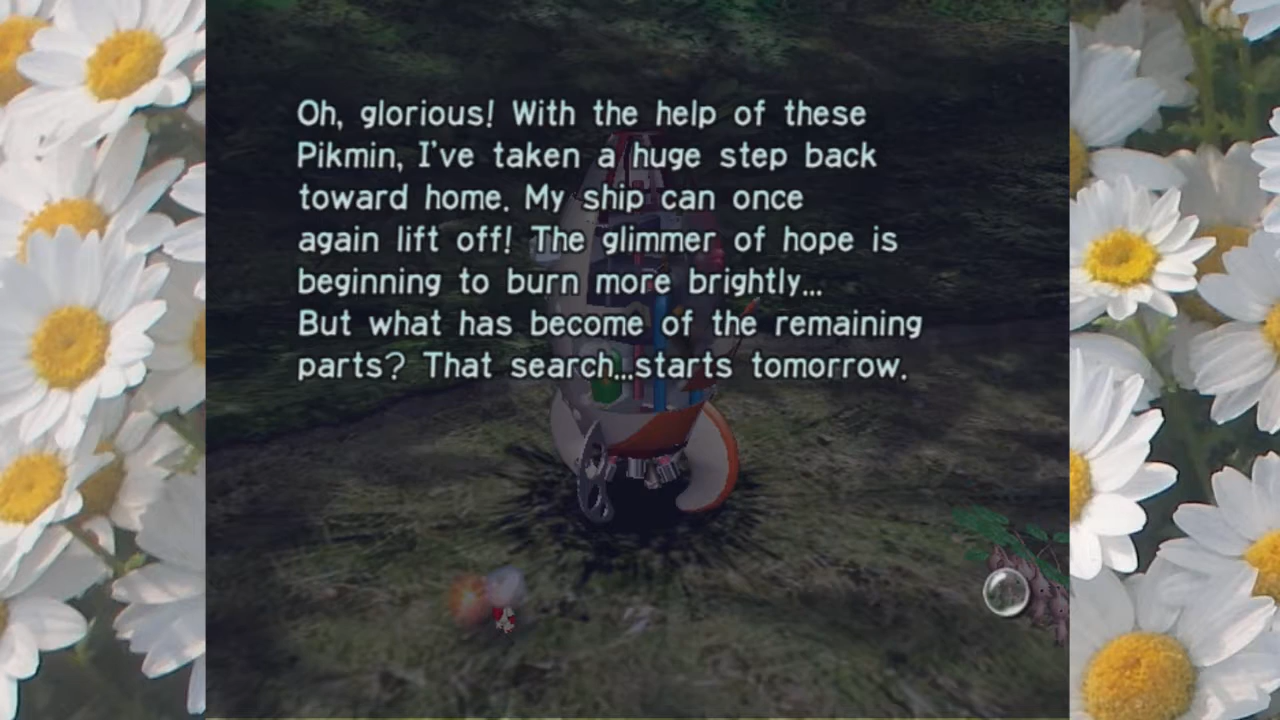 Oh, glorious! With the help of these
Pikmin, I've taken a huge step back
toward home. My ship can once
again lift off! The glimmer of hope is
beginning to burn more brightly...
But what has become of the remaining
parts? That search...starts tomorrow.